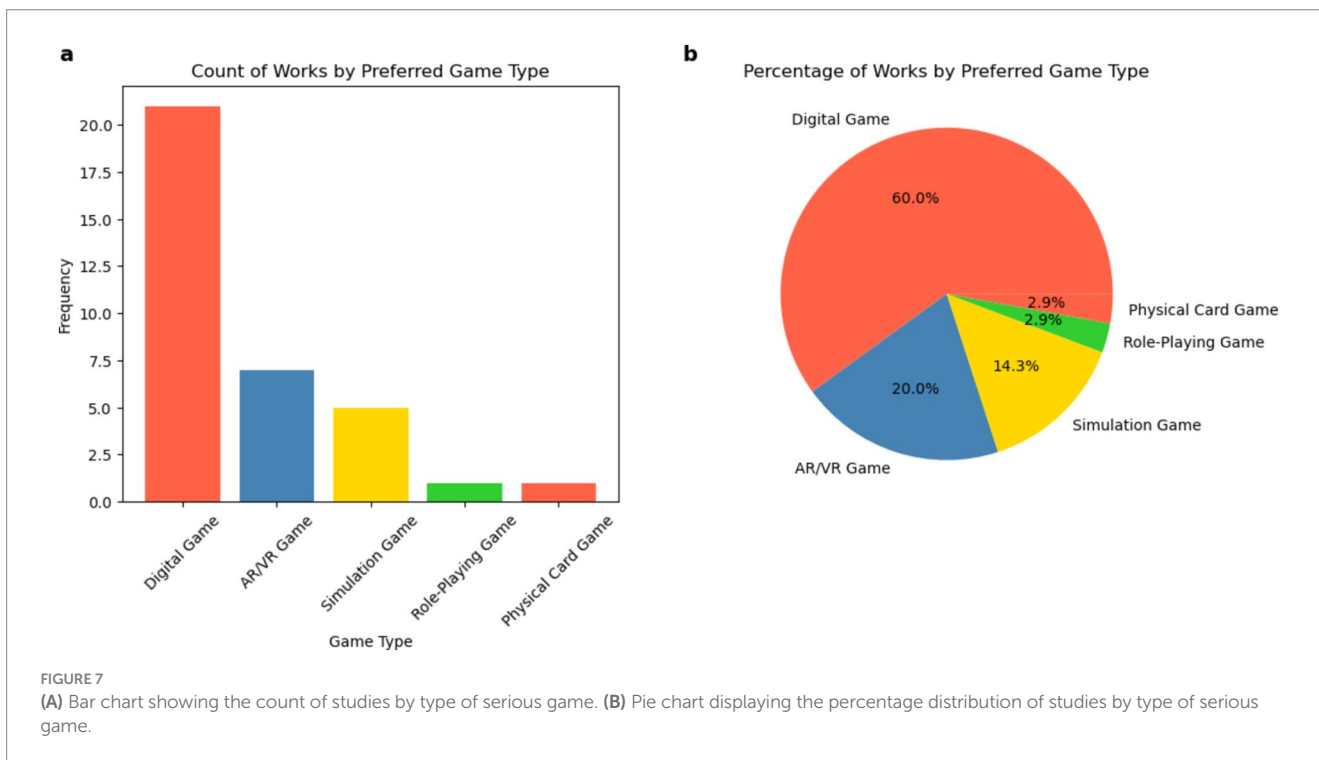 a
Count of Works by Preferred Game Type
20.0
17.5
15.0
12.5
10.0
7.5
5.0
2.5
0.0
Frequency
Digital Game
AR/VR Game
Simulation Game
Role-Playing Game
Physical Card Game
Game Type
b
Percentage of Works by Preferred Game Type
Digital Game
60.0%
2.9%
Physical Card Game
2.9%
Role-Playing Game
14.3%
20.0%
Simulation Game
AR/VR Game
FIGURE 7
(A) Bar chart showing the count of studies by type of serious game. (B) Pie chart displaying the percentage distribution of studies by type of serious
game.